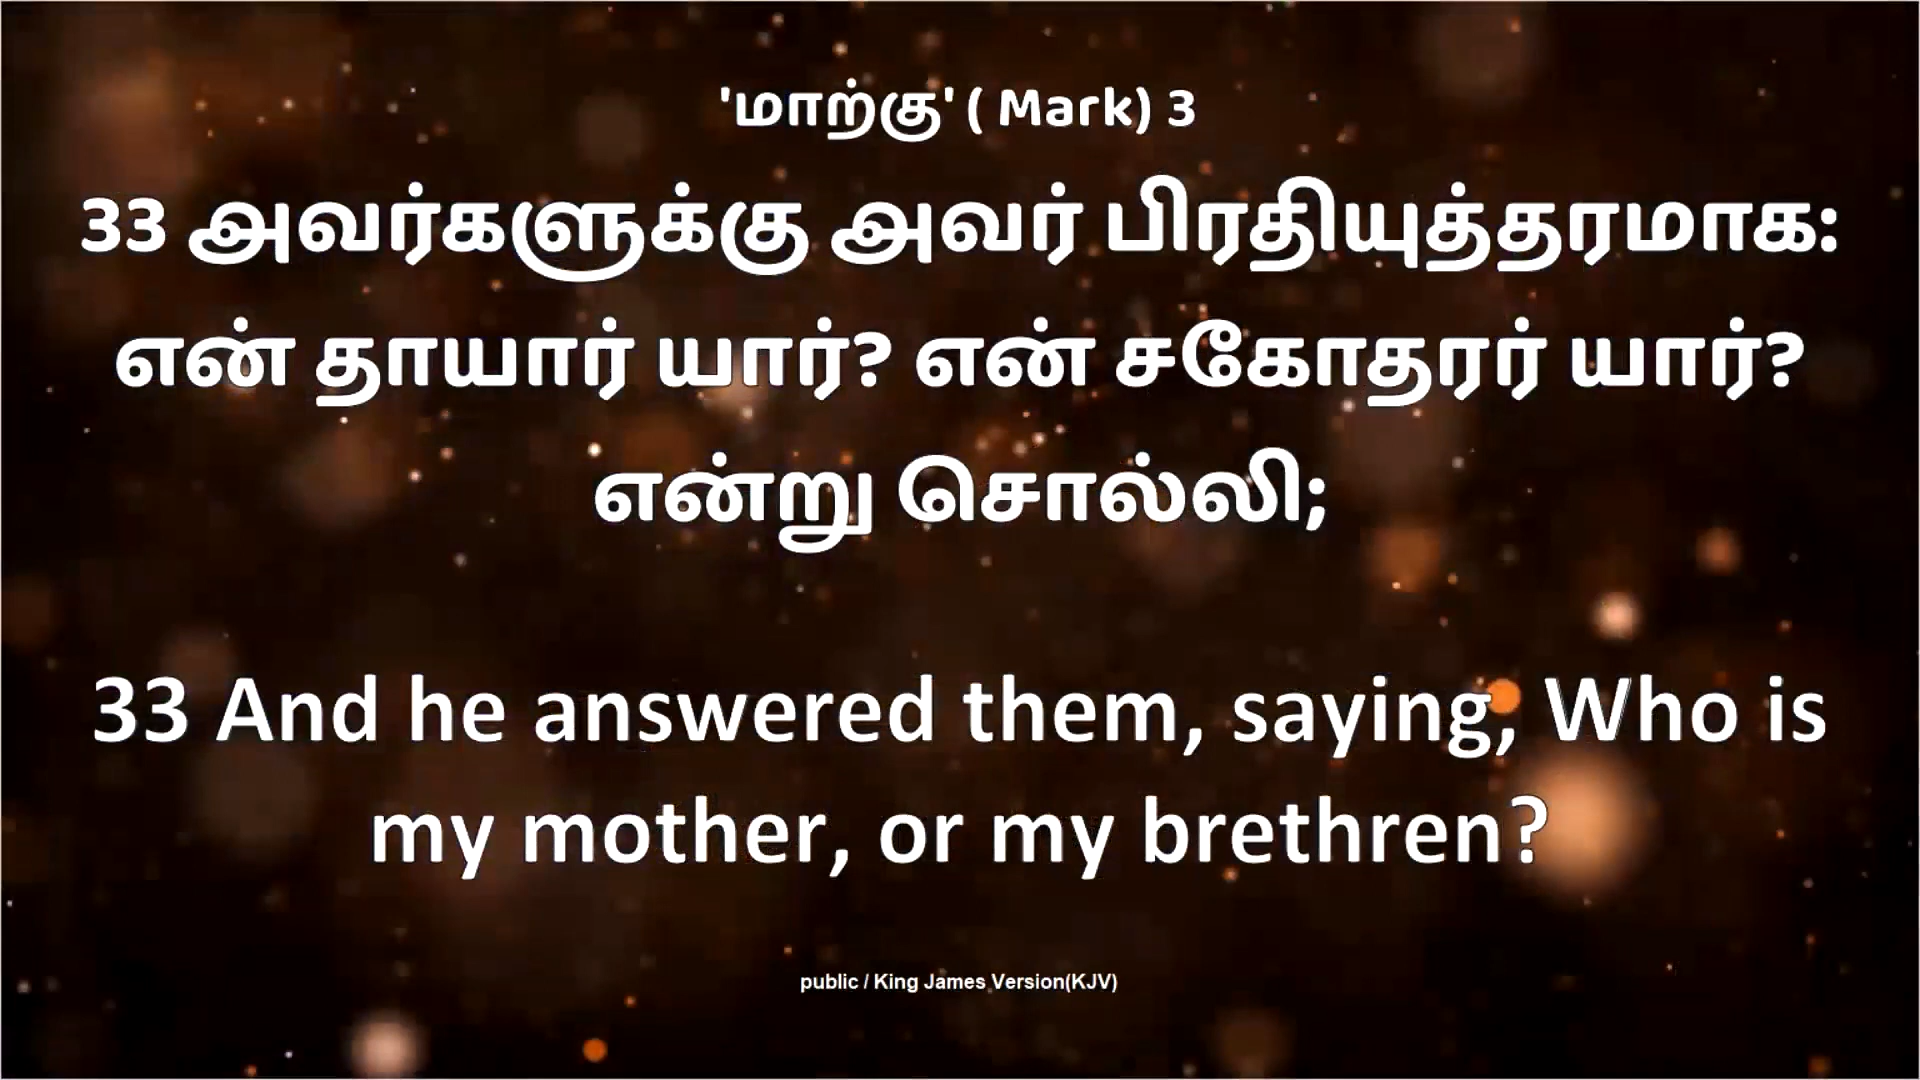 'மாற்கு' ( Mark) 3
33 அவர்களுக்கு அவர் பிரதியுத்தரமாக:
என் தாயார் யார்? என் சகோதரர் யார்?
என்று சொல்லி;
33 And he answered them, saying, Who is
my mother, or my brethren?
public / King James Version(KJV)